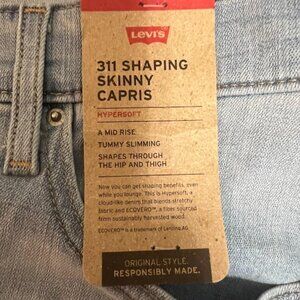 Levi's
311 SHAPING
SKINNY
CAPRIS
HYPERSOFT
A MID RISE
TUMMY SLIMMING
SHAPES THROUGH
THE HIP AND THIGH
Now you can get shaping benefits, even
while you lounge. This is Hypersoft, a
cloud-like denim that blends stretchy
fabric and ECOVERO™, a fiber sourced
from sustainably harvested wood.
ECOVERO™ is a trademark of Lenzing AG.
ORIGINAL STYLE.
RESPONSIBLY MADE.